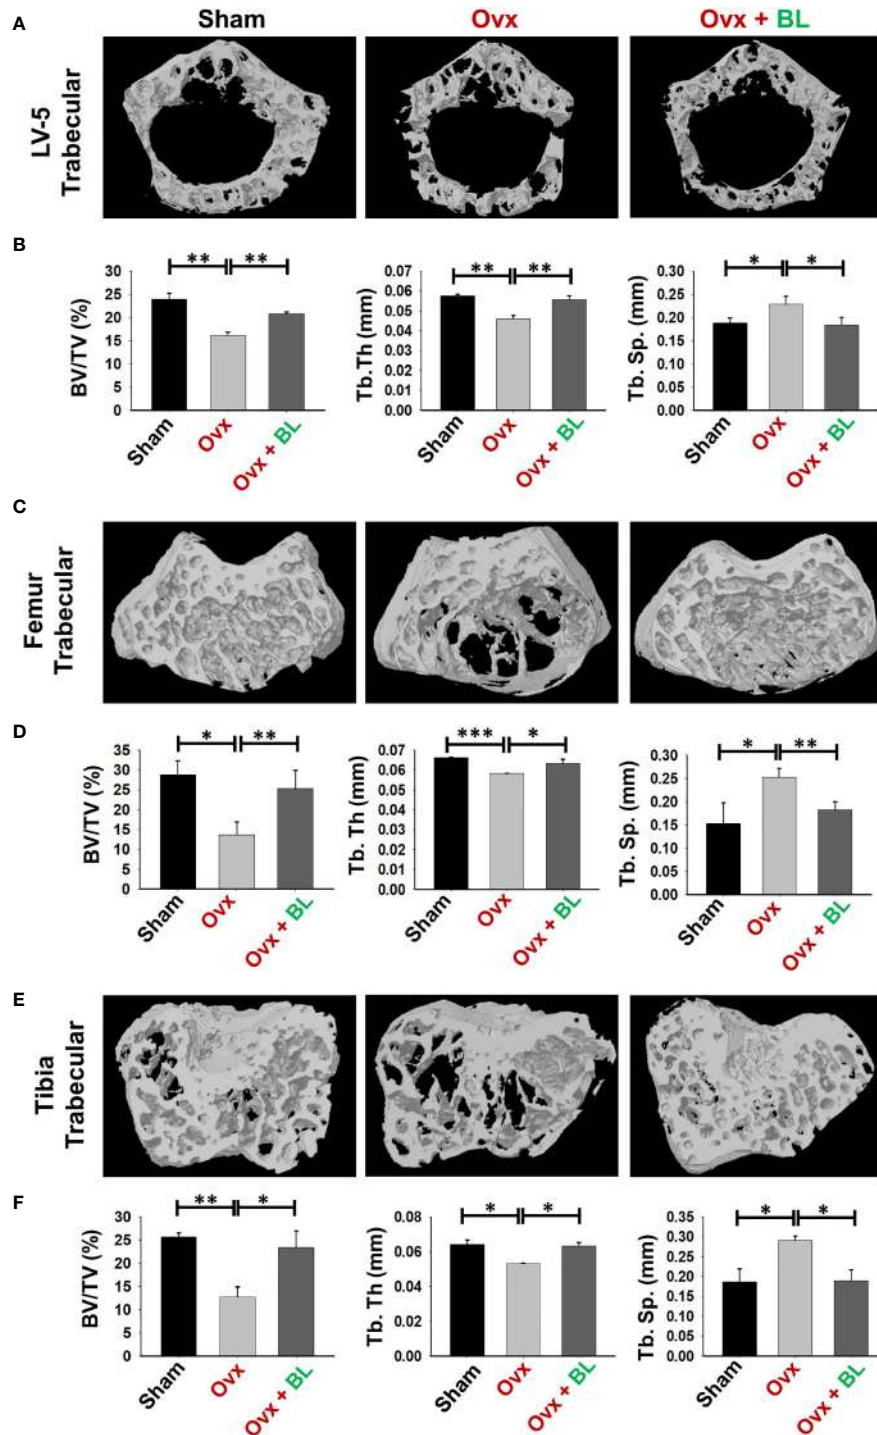 A
Sham
Ovx
Ovx + BL
LV-5
Trabecular
B
** **
BV/TV (%)
30
25
20
15
10
5
0
Sham
Ovx
Ovx + BL
** **
Tb. Th (mm)
0.07
0.06
0.05
0.04
0.03
0.02
0.01
0.00
Sham
Ovx
Ovx + BL
* *
Tb. Sp. (mm)
0.30
0.25
0.20
0.15
0.10
0.05
0.00
Sham
Ovx
Ovx + BL
C
Femur
Trabecular
D
* **
BV/TV (%)
35
30
25
20
15
10
5
0
Sham
Ovx
Ovx + BL
*** *
Tb. Th (mm)
0.07
0.06
0.05
0.04
0.03
0.02
0.01
0.00
Sham
Ovx
Ovx + BL
* **
Tb. Sp. (mm)
0.30
0.25
0.20
0.15
0.10
0.05
0.00
Sham
Ovx
Ovx + BL
E
Tibia
Trabecular
F
** *
BV/TV (%)
30
25
20
15
10
5
0
Sham
Ovx
Ovx + BL
* *
Tb. Th (mm)
0.08
0.06
0.04
0.02
0.00
Sham
Ovx
Ovx + BL
* *
Tb. Sp. (mm)
0.35
0.30
0.25
0.20
0.15
0.10
0.05
0.00
Sham
Ovx
Ovx + BL